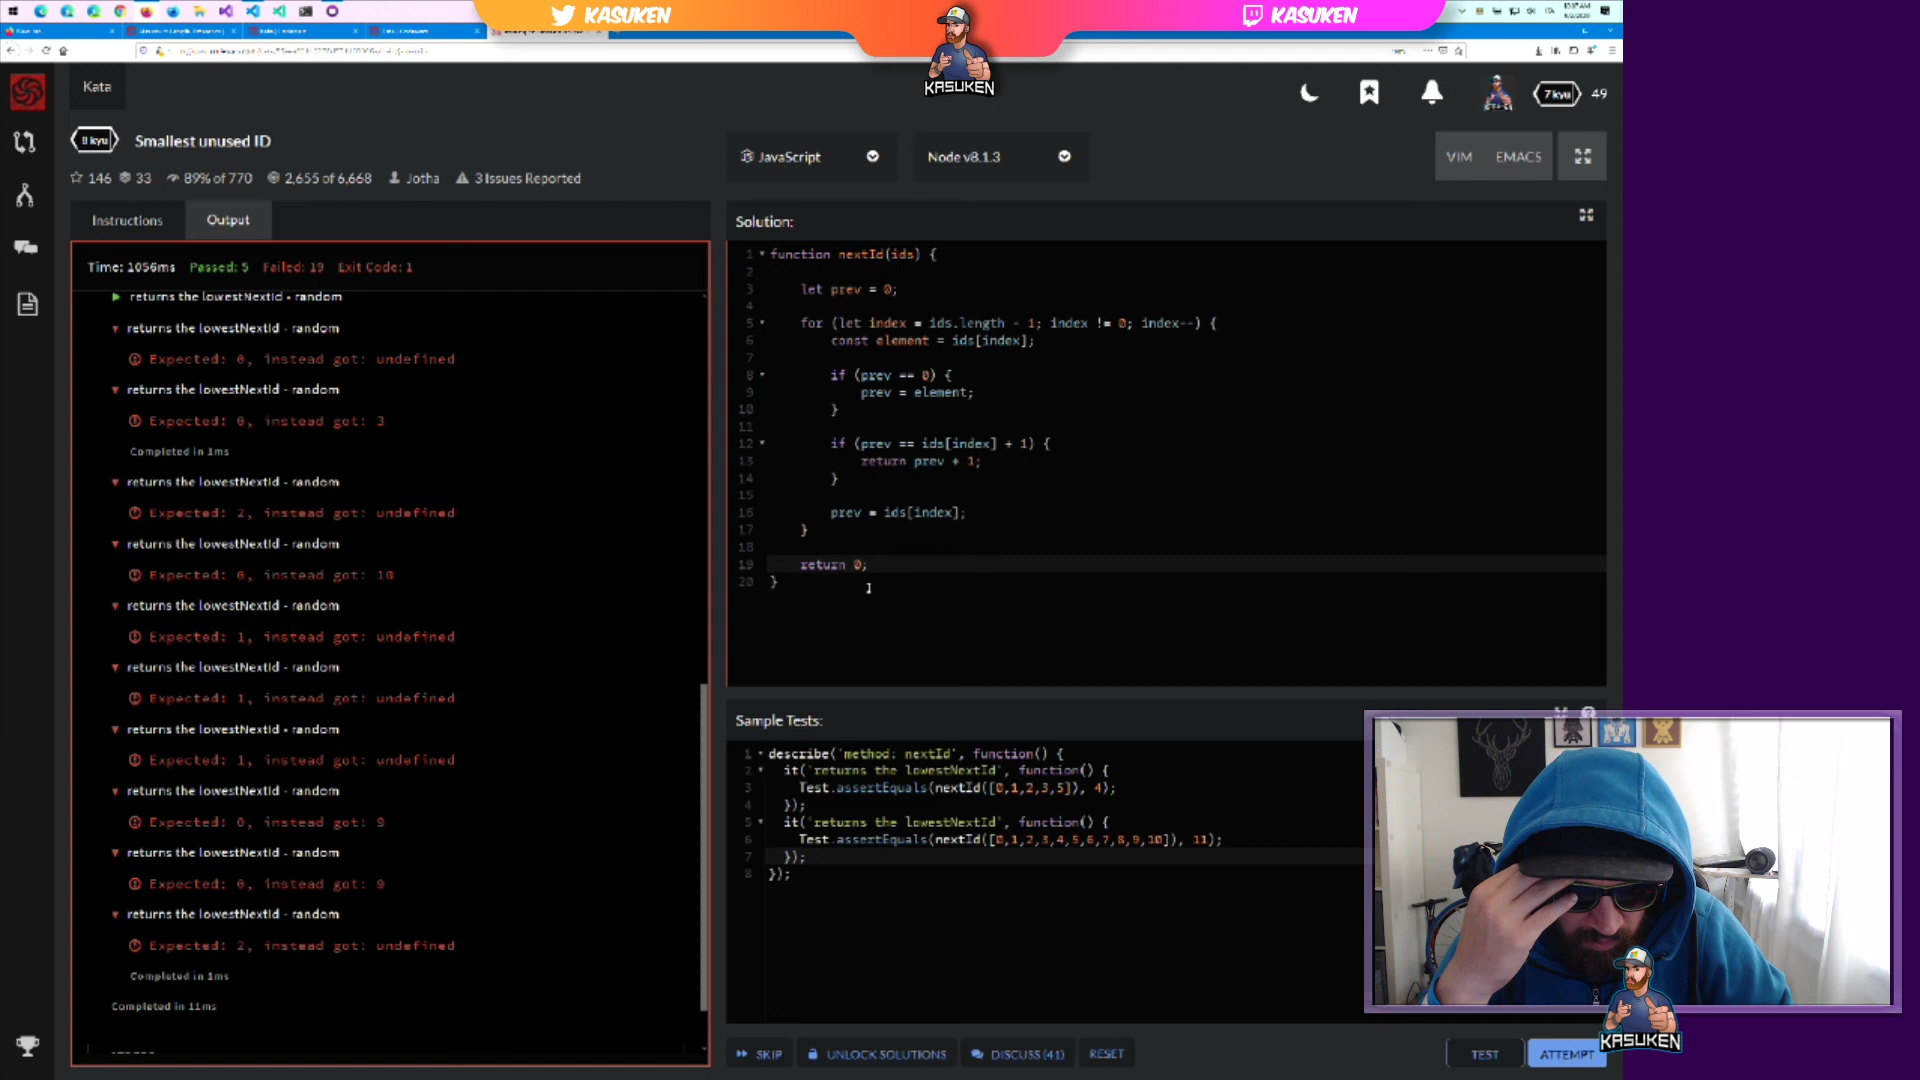 KASUKEN
KASUKEN
KASUKEN
Kata
7 kyu
49
8 kyu
Smallest unused ID
146
33
89% of 770
2,655 of 6,668
Jotha
3 Issues Reported
JavaScript
Node v8.1.3
VIM
EMACS
Instructions
Output
Time: 1056ms Passed: 5 Failed: 19 Exit Code: 1
returns the lowestNextId - random
returns the lowestNextId - random
Expected: 0, instead got: undefined
returns the lowestNextId - random
Expected: 0, instead got: 3
Completed in 1ms
returns the lowestNextId - random
Expected: 2, instead got: undefined
returns the lowestNextId - random
Expected: 0, instead got: 10
returns the lowestNextId - random
Expected: 1, instead got: undefined
returns the lowestNextId - random
Expected: 1, instead got: undefined
returns the lowestNextId - random
Expected: 1, instead got: undefined
returns the lowestNextId - random
Expected: 0, instead got: 9
returns the lowestNextId - random
Expected: 0, instead got: 9
returns the lowestNextId - random
Expected: 2, instead got: undefined
Completed in 1ms
Completed in 11ms
Solution:
1 function nextId(ids) {
2
3 let prev = 0;
4
5 for (let index = ids.length - 1; index != 0; index--) {
6 const element = ids[index];
7
8 if (prev == 0) {
9 prev = element;
10 }
11
12 if (prev == ids[index] + 1) {
13 return prev + 1;
14 }
15
16 prev = ids[index];
17 }
18
19 return 0;
20 }
Sample Tests:
1 describe('method: nextId', function() {
2 it('returns the lowestNextId', function() {
3 Test.assertEquals(nextId([0,1,2,3,5]), 4);
4 });
5 it('returns the lowestNextId', function() {
6 Test.assertEquals(nextId([0,1,2,3,4,5,6,7,8,9,10]), 11);
7 });
8 });
SKIP
UNLOCK SOLUTIONS
DISCUSS (41)
RESET
TEST
ATTEMPT
KASUKEN